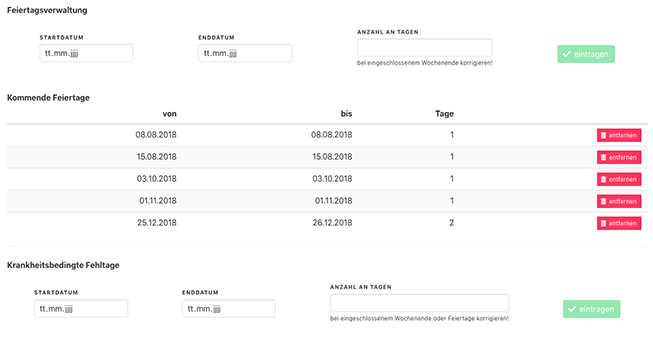 Feiertagsverwaltung
STARTDATUM ENDDATUM ANZAHL AN TAGEN
tt.mm.jjjj tt.mm.jjjj eintragen
bei eingeschlossenem Wochenende korrigieren!
Kommende Feiertage
von bis Tage
08.08.2018 08.08.2018 1 entfernen
15.08.2018 15.08.2018 1 entfernen
03.10.2018 03.10.2018 1 entfernen
01.11.2018 01.11.2018 1 entfernen
25.12.2018 26.12.2018 2 entfernen
Krankheitsbedingte Fehltage
STARTDATUM ENDDATUM ANZAHL AN TAGEN
tt.mm.jjjj tt.mm.jjjj eintragen
bei eingeschlossenem Wochenende oder Feiertage korrigieren!